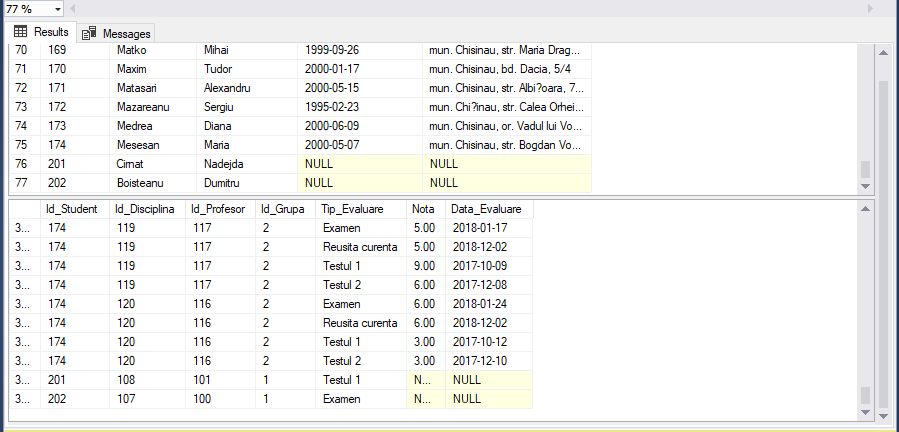 77 %
Results Messages
70 169 Matko Mihai 1999-09-26 mun. Chisinau, str. Maria Drag...
71 170 Maxim Tudor 2000-01-17 mun. Chisinau, bd. Dacia, 5/4
72 171 Matasari Alexandru 2000-05-15 mun. Chisinau, str. Albi?oara, 7...
73 172 Mazareanu Sergiu 1995-02-23 mun. Chi?inau, str. Calea Orhei...
74 173 Medrea Diana 2000-06-09 mun. Chisinau, or. Vadul lui Vo...
75 174 Mesesan Maria 2000-05-07 mun. Chisinau, str. Bogdan Vo...
76 201 Cimat Nadejda NULL NULL
77 202 Boisteanu Dumitru NULL NULL
Id_Student Id_Disciplina Id_Profesor Id_Grupa Tip_Evaluare Nota Data_Evaluare
3... 174 119 117 2 Examen 5.00 2018-01-17
3... 174 119 117 2 Reusita curenta 5.00 2018-12-02
3... 174 119 117 2 Testul 1 9.00 2017-10-09
3... 174 119 117 2 Testul 2 6.00 2017-12-08
3... 174 120 116 2 Examen 6.00 2018-01-24
3... 174 120 116 2 Reusita curenta 6.00 2018-12-02
3... 174 120 116 2 Testul 1 3.00 2017-10-12
3... 174 120 116 2 Testul 2 3.00 2017-12-10
3... 201 108 101 1 Testul 1 N... NULL
3... 202 107 100 1 Examen N... NULL